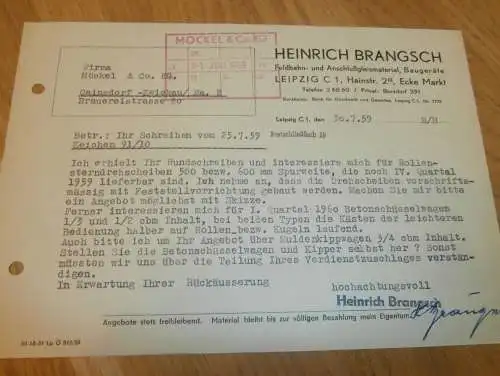 MÖCKEL & Co. KG
HEINRICH BRANGSCH
Feldbahn- und Anschlußgleismaterial, Baugeräte
LEIPZIG C 1, Hainstr. 2, Ecke Markt
Firma
Möckel & Co. KG.
Cainsdorf -Zwickau/ Sa. B
Brauereistrasse 20
Leipzig C 1, den 30.7.59
Betr.: Ihr Schreiben vom 25.7.59
Postschließfach
Zeichen 91/10
Ich erhielt Ihr Rundschreiben und interessiere mich für Rollen-
sterndrehscheiben 500 bezw. 600 mm Spurweite, die noch IV. Quartal
1959 lieferbar sind. Ich nehme an, dass die Drehscheiben vorschrifts-
mässig mit Feststellvorrichtung gebaut werden. Machen Sie mir bitte
ein Angebot möglichst mit Skizze.
Ferner interessieren mich für I. Quartal 1960 Betonschüsselwagen
1/3 und 1/2 cbm Inhalt, bei beiden Typen die Kästen der leichteren
Bedienung halber auf Rollen bezw. Kugeln laufend.
Auch bitte ich um Ihr Angebot über Muldenkippwagen 3/4 cbm Inhalt.
Stellen Sie die Betonschüsselwagen und Kipper selbst her ? Sonst
müssten wir uns über die Teilung Ihres Verdienstzuschlages verstän-
digen.
In Erwartung Ihrer Rückäusserung
hochachtungsvoll
Heinrich Brangsch
Angebote stets freibleibend. Material bleibt bis zur völligen Bezahlung mein Eigentum.